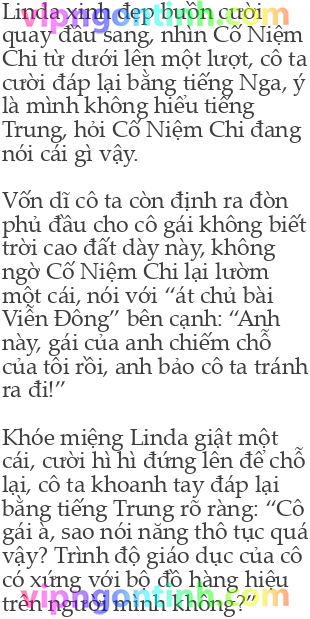 Linda xinh đẹp buồn cười
quay đầu sang, nhìn Cố Niệm
Chi từ dưới lên một lượt, cô ta
cười đáp lại bằng tiếng Nga, ý
là mình không hiểu tiếng
Trung, hỏi Cố Niệm Chi đang
nói cái gì vậy.

Vốn dĩ cô ta còn định ra đòn
phủ đầu cho cô gái không biết
trời cao đất dày này, không
ngờ Cố Niệm Chi lại lườm
một cái, nói với “át chủ bài
Viễn Đông” bên cạnh: “Anh
này, gái của anh chiếm chỗ
của tôi rồi, anh bảo cô ta tránh
ra đi!”

Khóe miệng Linda giật một
cái, cười hì hì đứng lên để chỗ
lại, cô ta khoanh tay đáp lại
bằng tiếng Trung rõ ràng: “Cô
gái à, sao nói năng thô tục quá
vậy? Trình độ giáo dục của cô
có xứng với bộ đồ hàng hiệu
trên người mình không?”
vipngontinh.com
vipngontinh.com